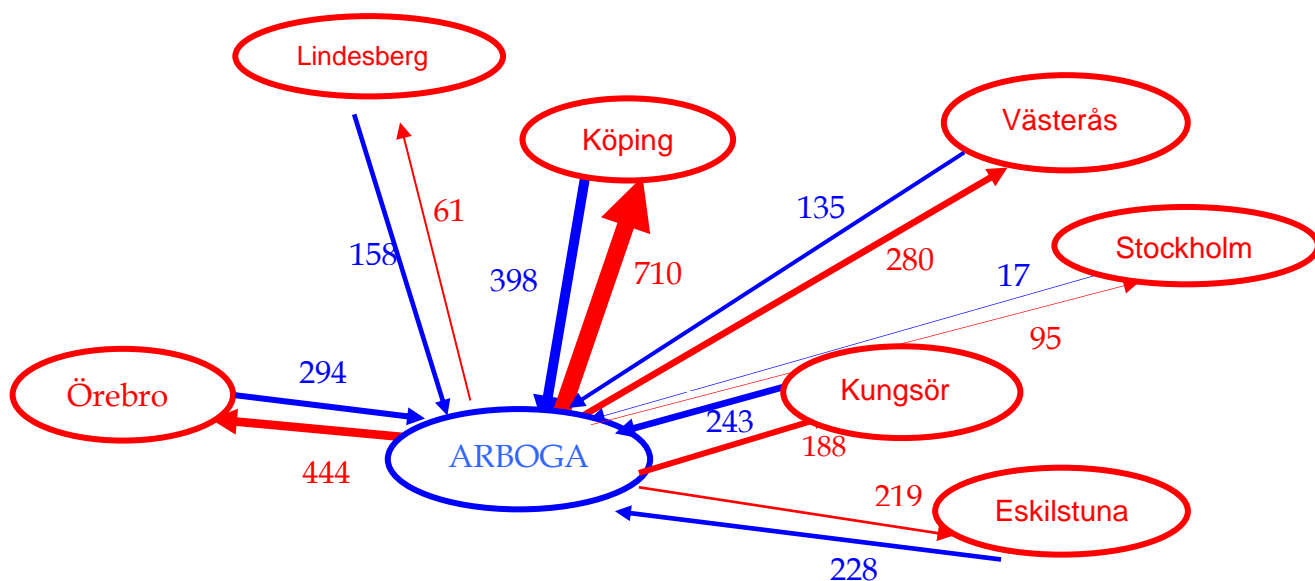 Lindesberg
Köping
Västerås
61
135
158
Stockholm
398
710
280
17
95
294
Örebro
Kungsör
243
188
444
ARBOGA
219
Eskilstuna
228